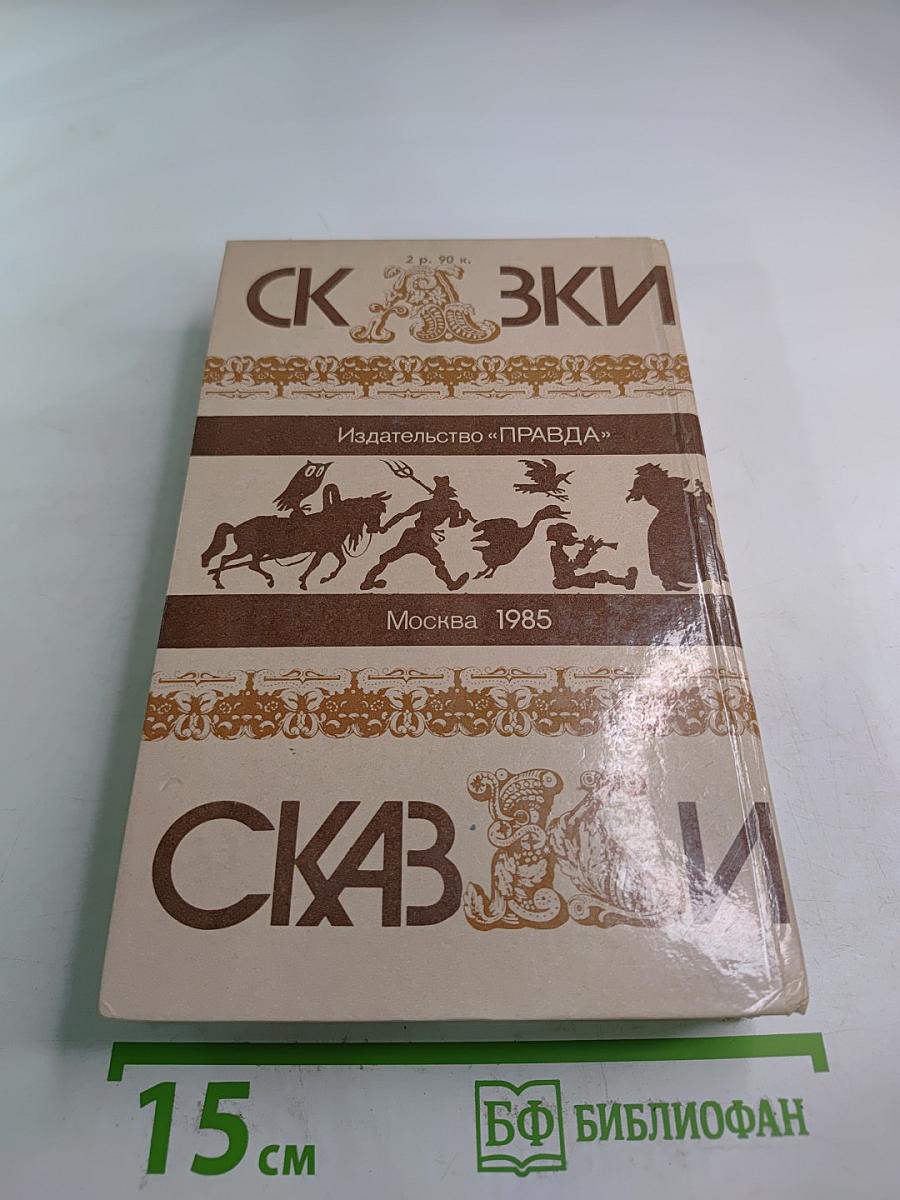 2 р. 90 к.
СКАЗКИ
Издательство «ПРАВДА»
Москва 1985
СКАЗКИ
15 см
БФ БИБЛИОФАН